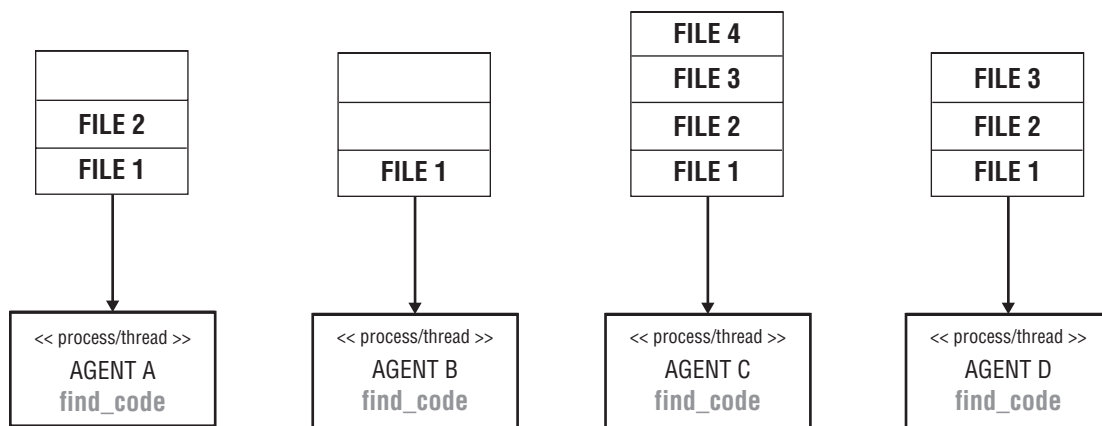 FILE 2
FILE 1
<< process/thread >>
AGENT A
find_code
FILE 1
<< process/thread >>
AGENT B
find_code
FILE 4
FILE 3
FILE 2
FILE 1
<< process/thread >>
AGENT C
find_code
FILE 3
FILE 2
FILE 1
<< process/thread >>
AGENT D
find_code